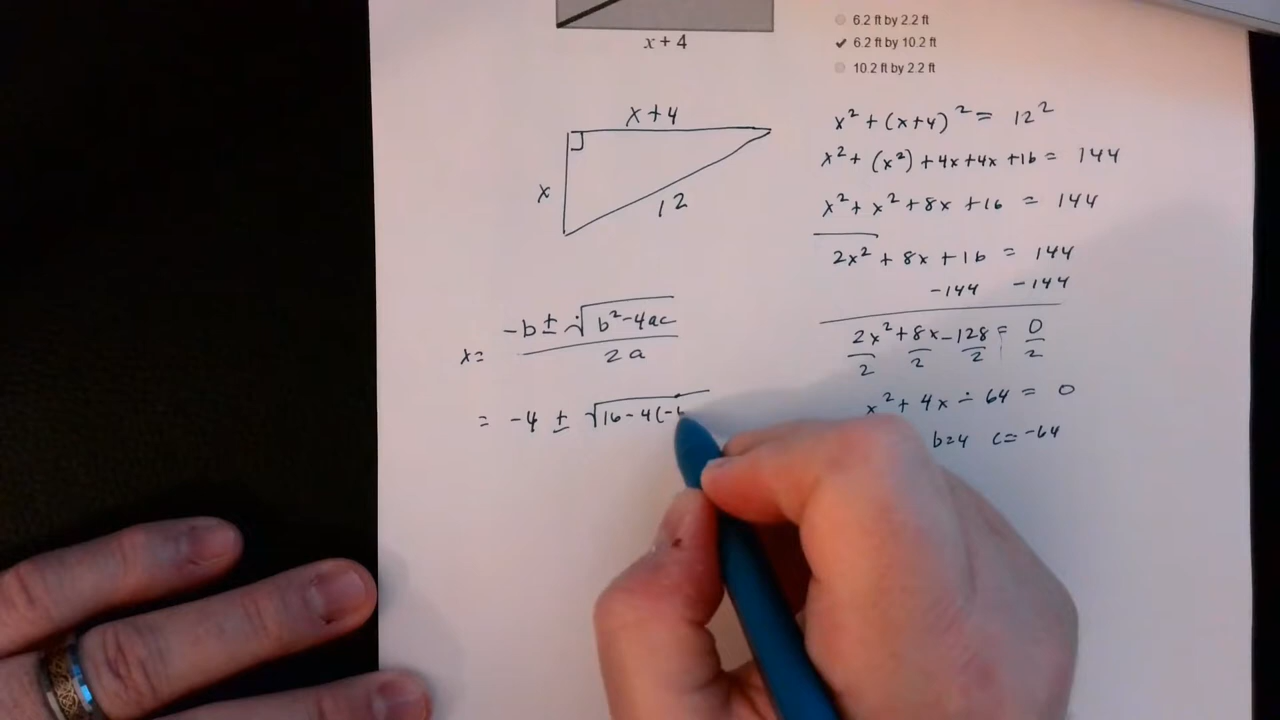 x + 4
6.2 ft by 2.2 ft
6.2 ft by 10.2 ft
10.2 ft by 2.2 ft
x+4
x
12
x² + (x+4)² = 12²
x² + (x²) + 4x+4x +16 = 144
x² + x² + 8x + 16 = 144
2x² + 8x + 16 = 144
-144 -144
2x² + 8x - 128 = 0
2 2 2 2
x² + 4x - 64 = 0
b=4 c=-64
x= -b ± √b²-4ac
2a
= -4 ± √16-4(-